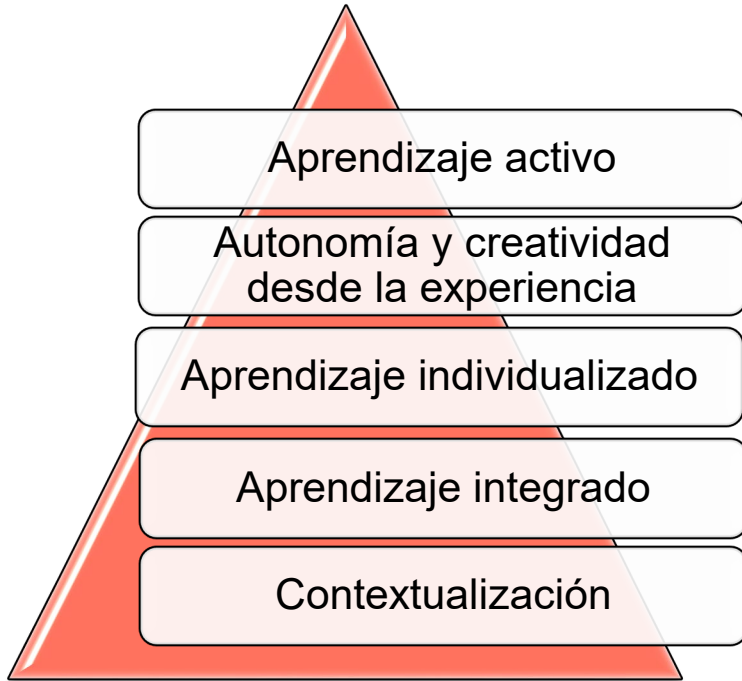 Aprendizaje activo
Autonomía y creatividad
desde la experiencia
Aprendizaje individualizado
Aprendizaje integrado
Contextualización